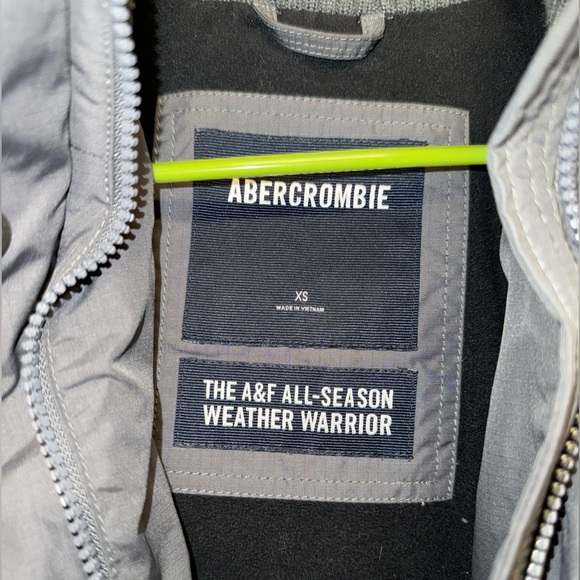 ABERCROMBIE
XS
MADE IN VIETNAM
THE A&F ALL-SEASON
WEATHER WARRIOR